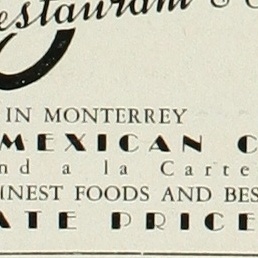 estaurant &
IN MONTERREY
MEXICAN C
nd a la Carte
INEST FOODS AND BES
ATE PRICE